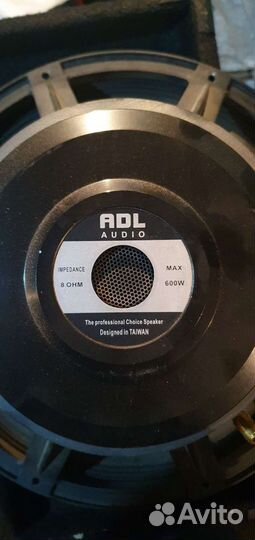 ADL
AUDIO
IMPEDANCE MAX
8 OHM 600W
The professional Choice Speaker
Designed in TAIWAN
Avito